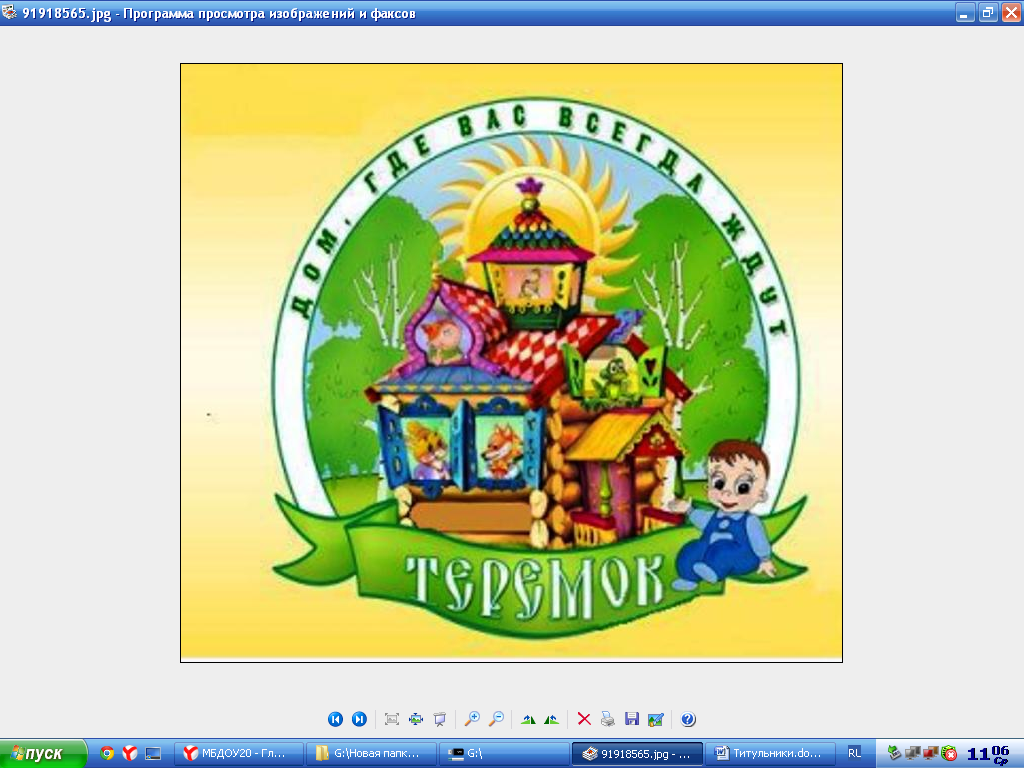 91918565.jpg - Программа просмотра изображений и факсов
ДОМ, ГДЕ ВАС ВСЕГДА ЖДУТ
ТЕРЕМОК
пуск
МБДОУ20 - Гл...
G:\Новая папк...
G:\
91918565.jpg - ...
Титульники.do...
RL
11 06
Ср